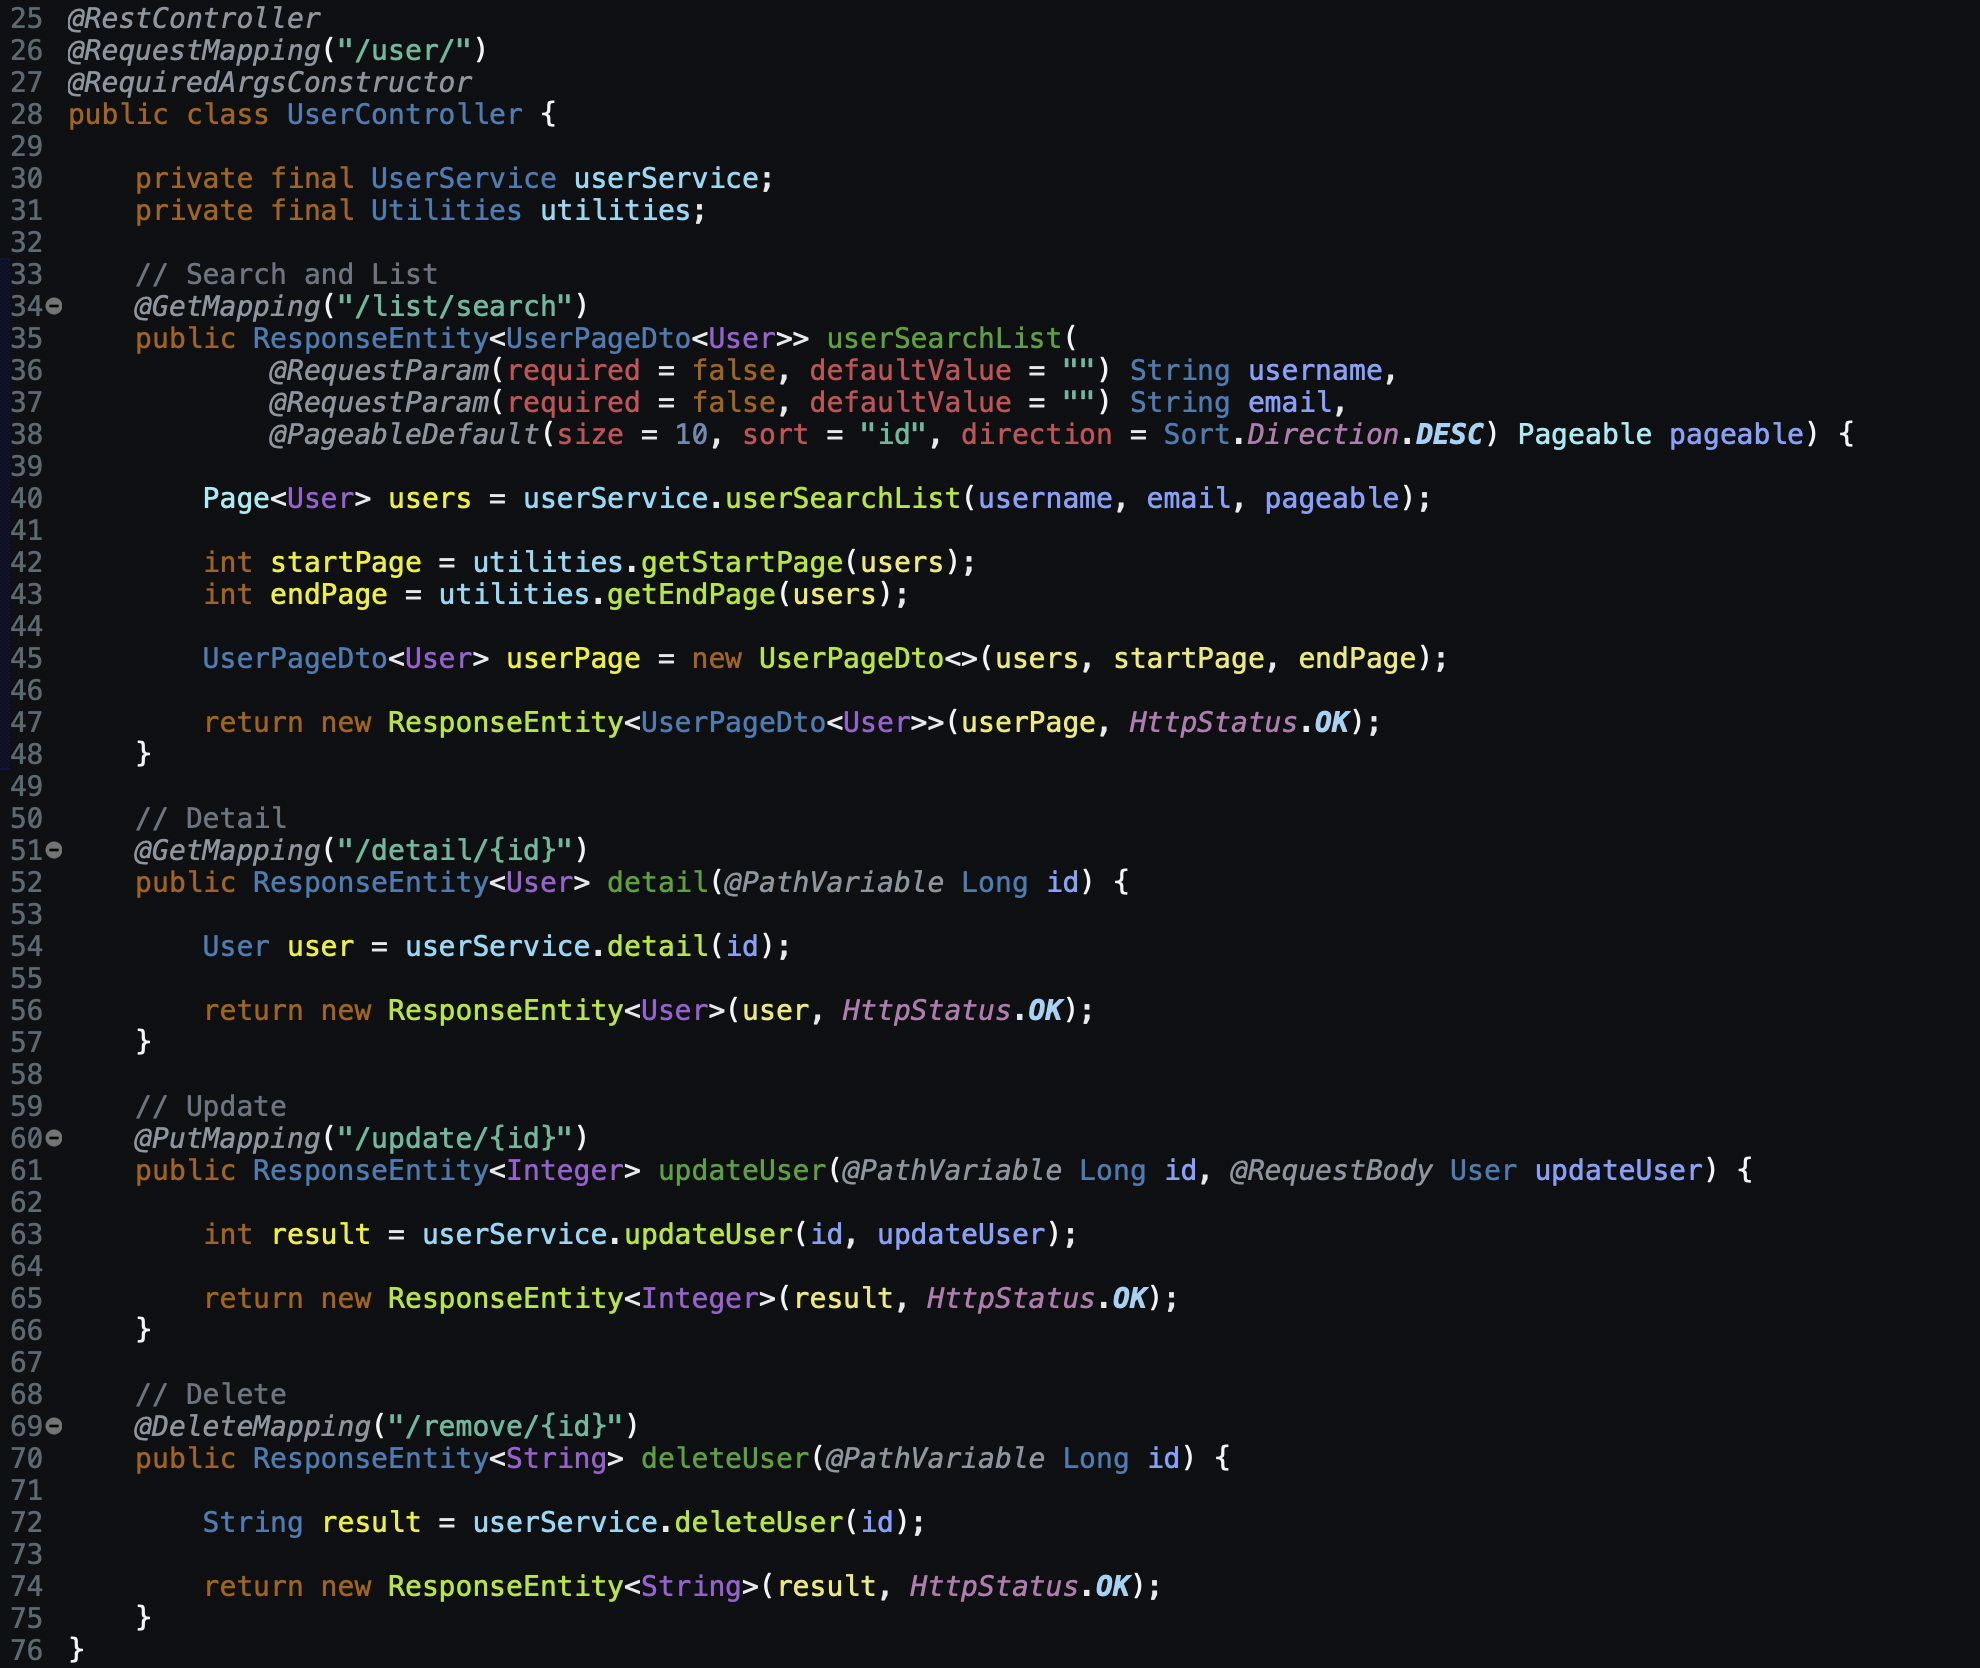 25 @RestController
26 @RequestMapping("/user/")
27 @RequiredArgsConstructor
28 public class UserController {
29
30     private final UserService userService;
31     private final Utilities utilities;
32
33     // Search and List
34     @GetMapping("/list/search")
35     public ResponseEntity<UserPageDto<User>> userSearchList(
36             @RequestParam(required = false, defaultValue = "") String username,
37             @RequestParam(required = false, defaultValue = "") String email,
38             @PageableDefault(size = 10, sort = "id", direction = Sort.Direction.DESC) Pageable pageable) {
39
40         Page<User> users = userService.userSearchList(username, email, pageable);
41
42         int startPage = utilities.getStartPage(users);
43         int endPage = utilities.getEndPage(users);
44
45         UserPageDto<User> userPage = new UserPageDto<>(users, startPage, endPage);
46
47         return new ResponseEntity<UserPageDto<User>>(userPage, HttpStatus.OK);
48     }
49
50     // Detail
51     @GetMapping("/detail/{id}")
52     public ResponseEntity<User> detail(@PathVariable Long id) {
53
54         User user = userService.detail(id);
55
56         return new ResponseEntity<User>(user, HttpStatus.OK);
57     }
58
59     // Update
60     @PutMapping("/update/{id}")
61     public ResponseEntity<Integer> updateUser(@PathVariable Long id, @RequestBody User updateUser) {
62
63         int result = userService.updateUser(id, updateUser);
64
65         return new ResponseEntity<Integer>(result, HttpStatus.OK);
66     }
67
68     // Delete
69     @DeleteMapping("/remove/{id}")
70     public ResponseEntity<String> deleteUser(@PathVariable Long id) {
71
72         String result = userService.deleteUser(id);
73
74         return new ResponseEntity<String>(result, HttpStatus.OK);
75     }
76 }